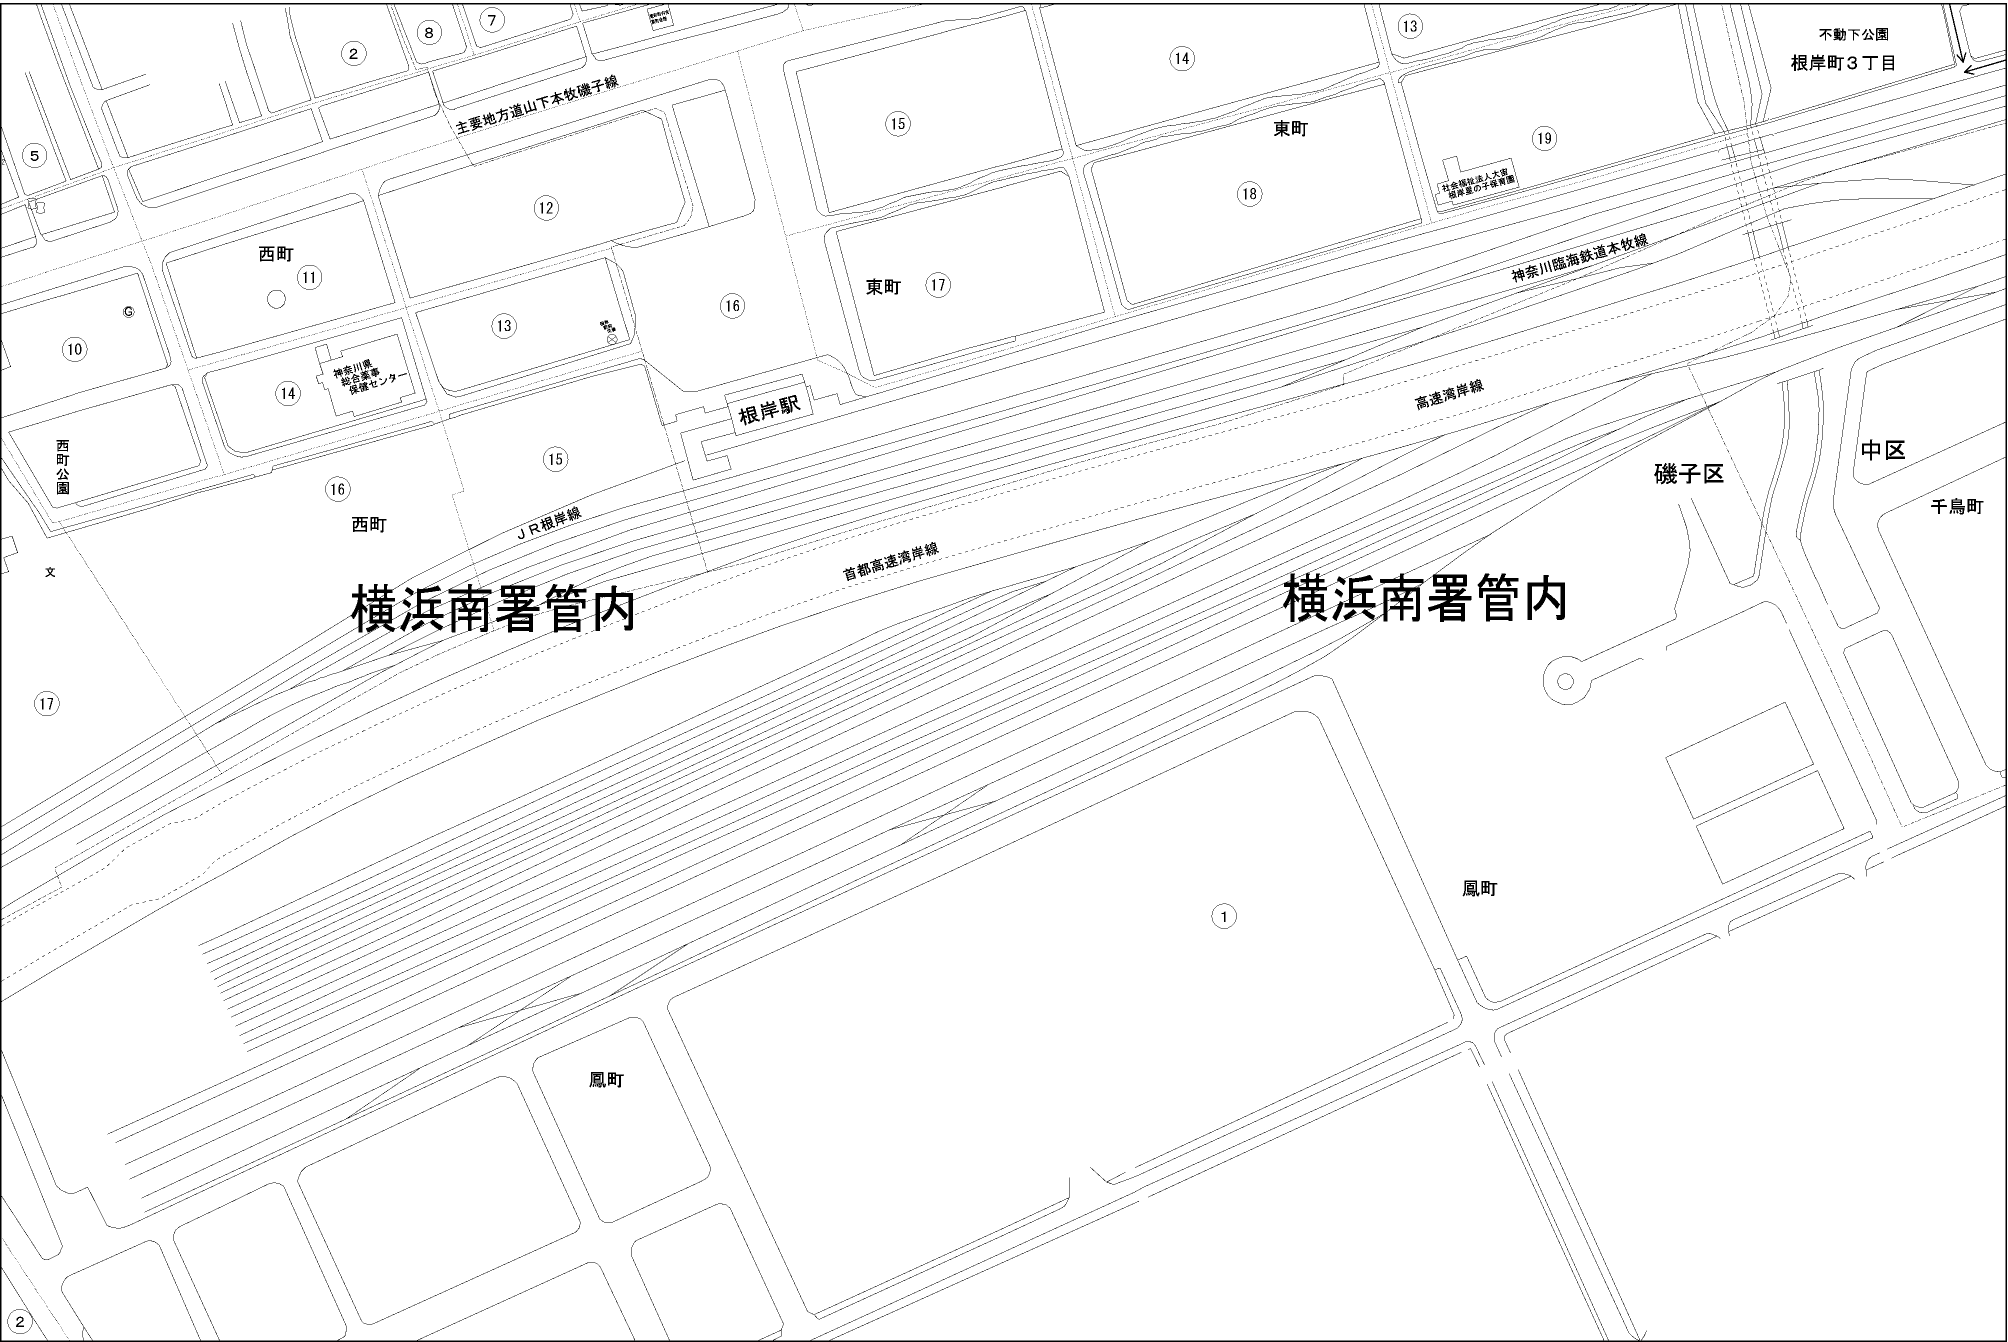 7
8
2
13
不動下公園
根岸町3丁目
14
主要地方道山下本牧磯子線
15
東町
19
5
社会福祉法人大宙
根岸星の子保育園
18
12
西町
11
神奈川臨海鉄道本牧線
東町
17
16
G
13
10
神奈川県
総合薬事
保健センター
14
根岸駅
高速湾岸線
西町公園
15
中区
磯子区
16
千鳥町
西町
JR根岸線
首都高速湾岸線
文
横浜南署管内
横浜南署管内
17
鳳町
1
鳳町
2